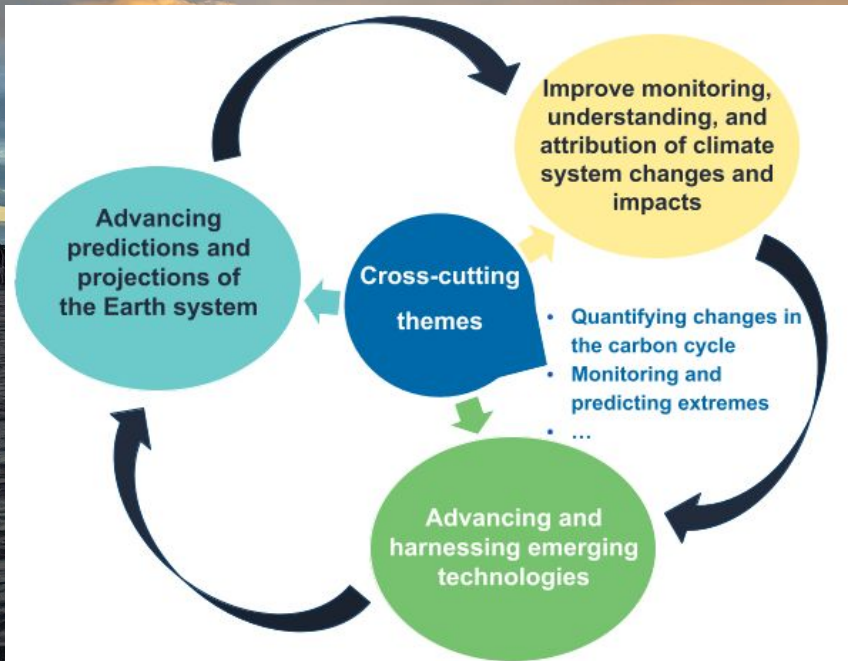 Improve monitoring,
understanding, and
attribution of climate
system changes and
impacts
Advancing
predictions and
projections of
the Earth system
Cross-cutting
themes
• Quantifying changes in
the carbon cycle
• Monitoring and
predicting extremes
• ...
Advancing and
harnessing emerging
technologies